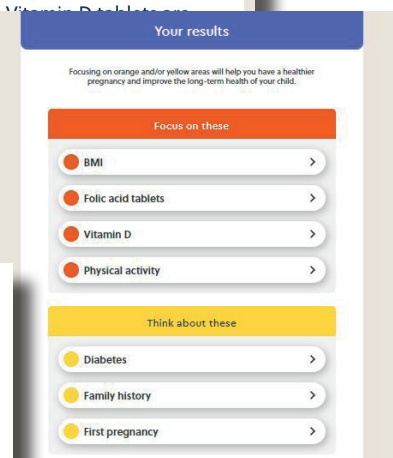 Vitamin D tablets are
Your results
Focusing on orange and/or yellow areas will help you have a healthier
pregnancy and improve the long-term health of your child.
Focus on these
BMI
Folic acid tablets
Vitamin D
Physical activity
Think about these
Diabetes
Family history
First pregnancy